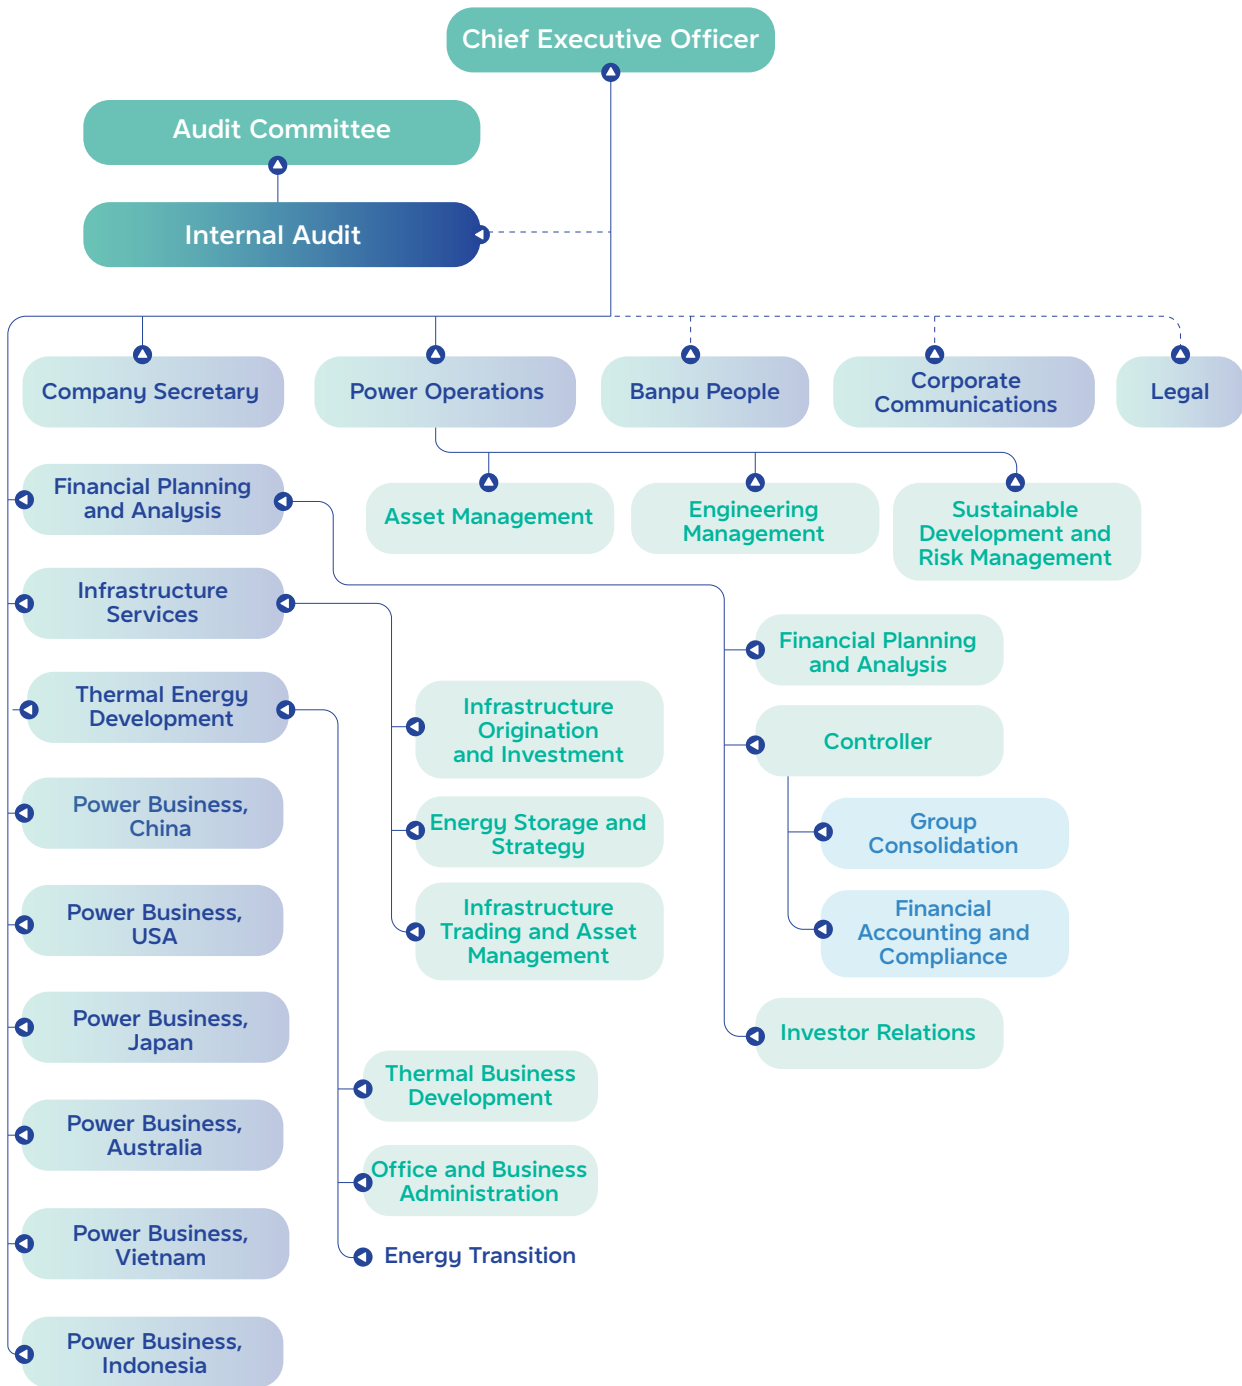 Chief Executive Officer
Audit Committee
Internal Audit
Company Secretary
Power Operations
Banpu People
Corporate
Communications
Legal
Asset Management
Engineering
Management
Sustainable
Development and
Risk Management
Financial Planning
and Analysis
Infrastructure
Services
Thermal Energy
Development
Power Business,
China
Power Business,
USA
Power Business,
Japan
Power Business,
Australia
Power Business,
Vietnam
Power Business,
Indonesia
Infrastructure
Origination
and Investment
Energy Storage and
Strategy
Infrastructure
Trading and Asset
Management
Thermal Business
Development
Office and Business
Administration
Energy Transition
Financial Planning
and Analysis
Controller
Group
Consolidation
Financial
Accounting and
Compliance
Investor Relations